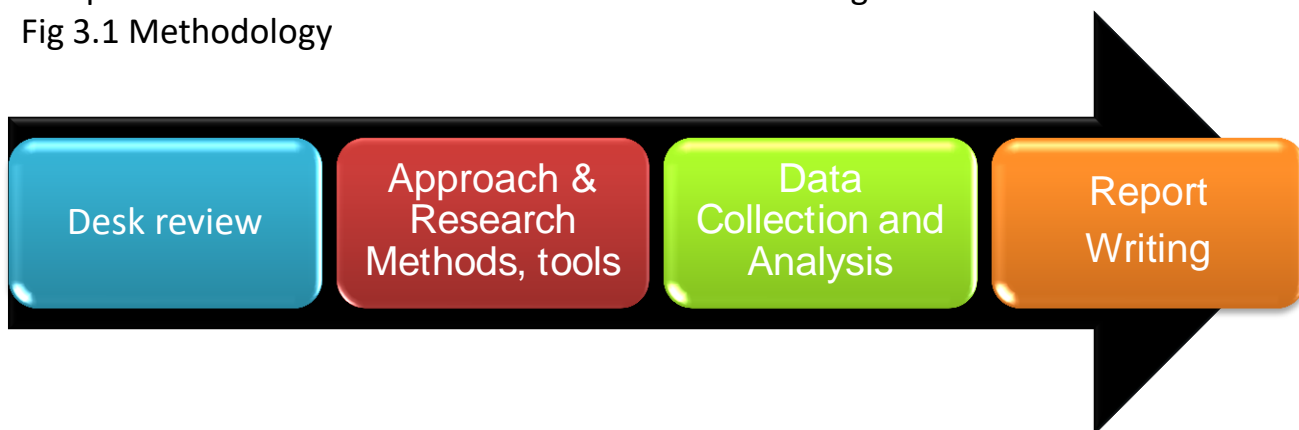 Fig 3.1 Methodology
Desk review
Approach &
Research
Methods, tools
Data
Collection and
Analysis
Report
Writing